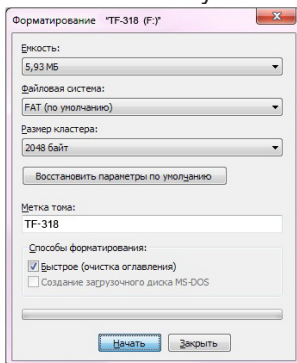 Форматирование "TF-318 (F:)"
Емкость:
5,93 МБ
Файловая система:
FAT (по умолчанию)
Размер кластера:
2048 байт
Восстановить параметры по умолчанию
Метка тома:
TF-318
Способы форматирования:
Быстрое (очистка оглавления)
Создание загрузочного диска MS-DOS
Начать Закрыть